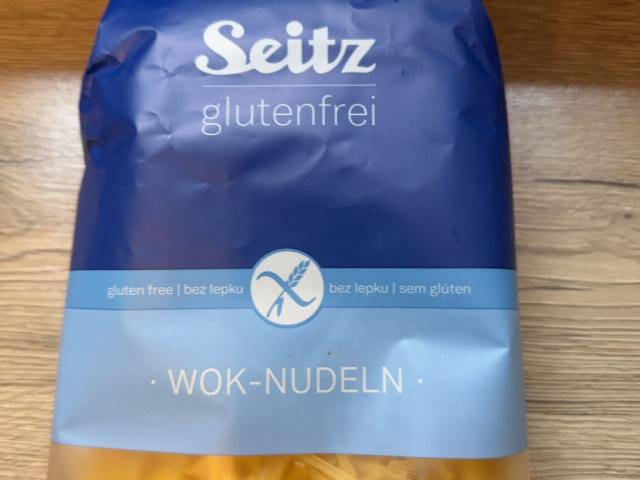 Seitz
glutenfrei
gluten free | bez lepku bez lepku | sem glúten
· WOK-NUDELN ·